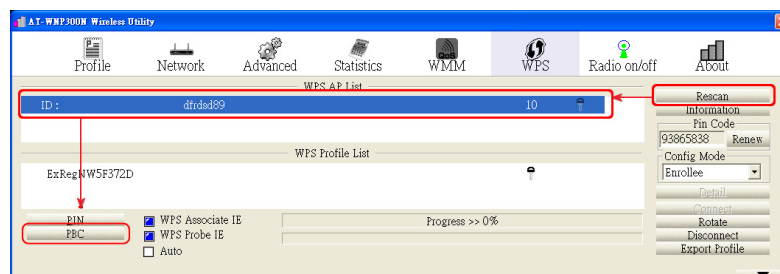 AT-WNP300N Wireless Utility
Profile Network Advanced Statistics QoS WMM WPS Radio on/off About
WPS AP List
ID : dfrdsd89 10
Rescan
Information
Pin Code
93865838 Renew
Config Mode
Enrollee
WPS Profile List
ExRegNW5F372D
Detail
Connect
PIN WPS Associate IE Progress >> 0% Rotate
PBC WPS Probe IE Disconnect
Auto Export Profile